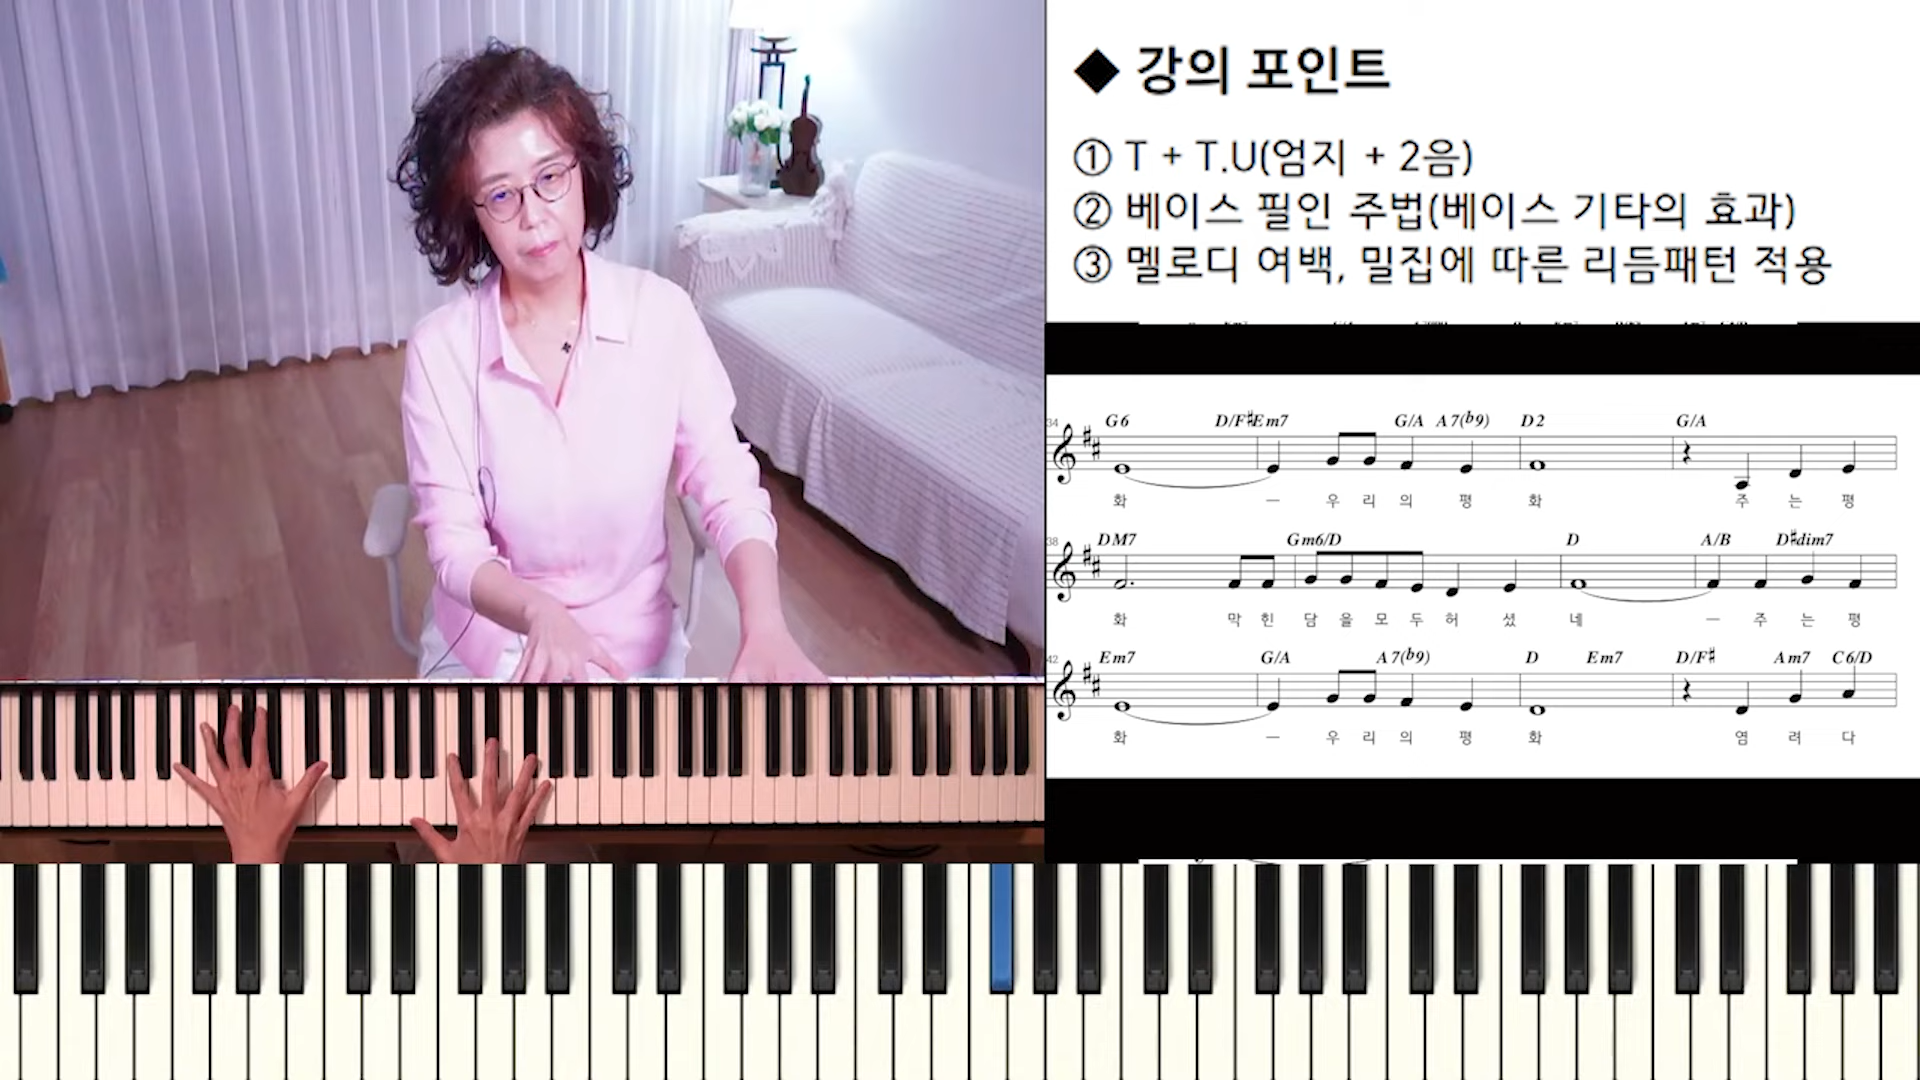 ◆ 강의 포인트
① T + T.U(엄지 + 2음)
② 베이스 필인 주법(베이스 기타의 효과)
③ 멜로디 여백, 밀집에 따른 리듬패턴 적용
34 G6 D/F♯ Em7 G/A A7(b9) D2 G/A
화 – 우 리 의 평 화 주 는 평
38 DM7 Gm6/D D A/B D♯dim7
화 막 힌 담 을 모 두 허 셨 네 – 주 는 평
42 Em7 G/A A7(b9) D Em7 D/F♯ Am7 C6/D
화 – 우 리 의 평 화 염 려 다